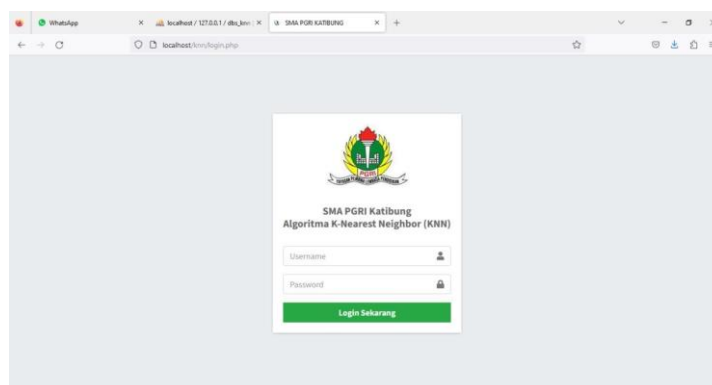 WhatsApp
localhost / 127.0.0.1 / dbs_knn |
SMA PGRI KATIBUNG
localhost/knn/login.php
PGRI
SMA PGRI Katibung
Algoritma K-Nearest Neighbor (KNN)
Username
Password
Login Sekarang